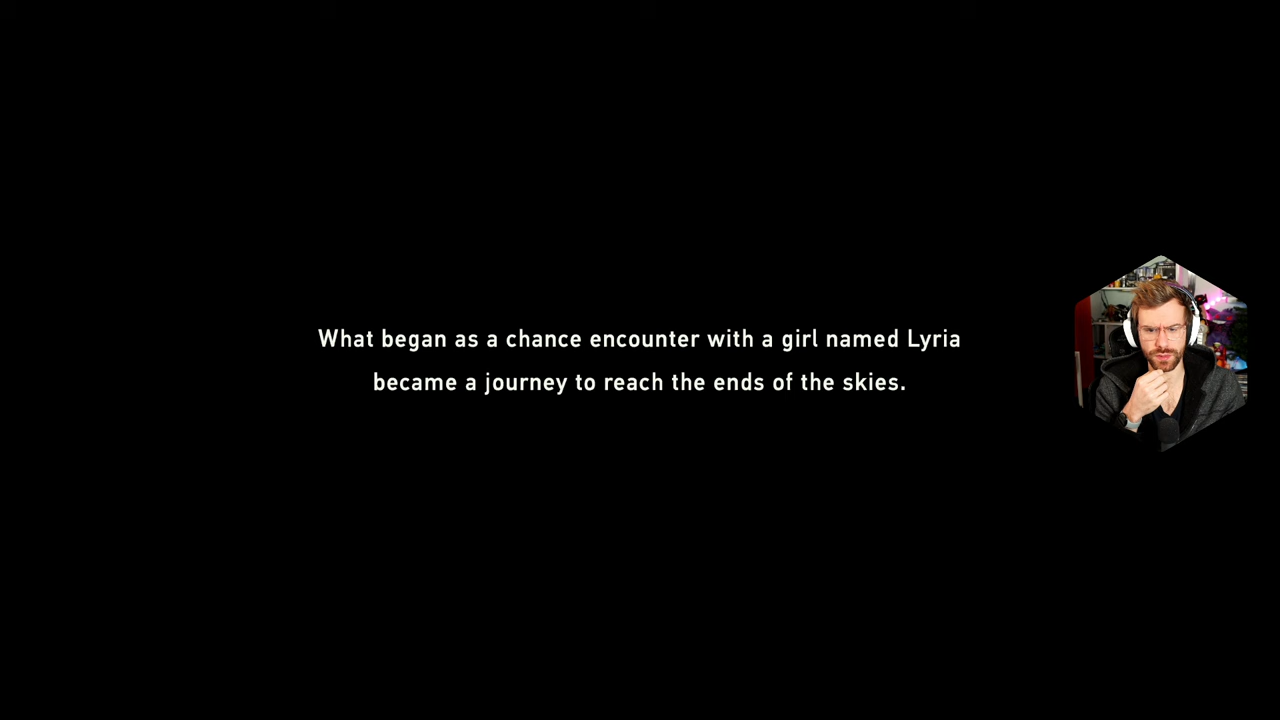 What began as a chance encounter with a girl named Lyria
became a journey to reach the ends of the skies.